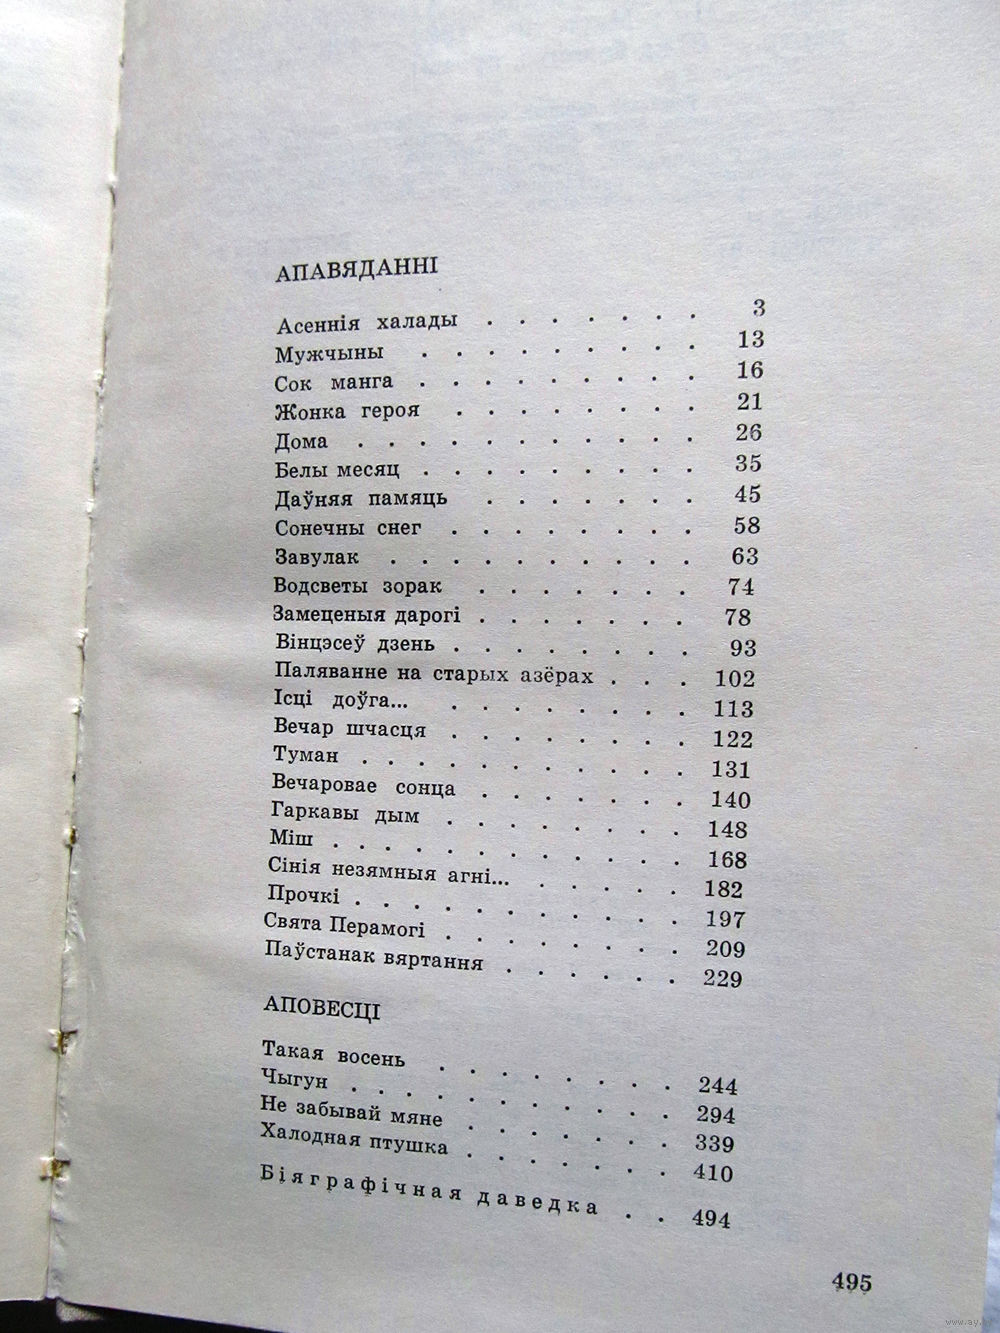 АПАВЯДАННІ
Асеннія халады . . . . . . . 3
Мужчыны . . . . . . . . . 13
Сок манга . . . . . . . . . 16
Жонка героя . . . . . . . . 21
Дома . . . . . . . . . . . 26
Белы месяц . . . . . . . . . 35
Даўняя памяць . . . . . . . 45
Сонечны снег . . . . . . . . 58
Завулак . . . . . . . . . . 63
Водсветы зорак . . . . . . . 74
Замеценыя дарогі . . . . . . . 78
Вінцэсеў дзень . . . . . . . . 93
Паляванне на старых азёрах . . . 102
Ісці доўга... . . . . . . . . 113
Вечар шчасця . . . . . . . . 122
Туман . . . . . . . . . . . 131
Вечаровае сонца . . . . . . . 140
Гаркавы дым . . . . . . . . 148
Міш . . . . . . . . . . . . 168
Сінія незямныя агні... . . . . . 182
Прочкі . . . . . . . . . . . 197
Свята Перамогі . . . . . . . . 209
Паўстанак вяртання . . . . . . 229
АПОВЕСЦІ
Такая восень . . . . . . . . 244
Чыгун . . . . . . . . . . . 294
Не забывай мяне . . . . . . . 339
Халодная птушка . . . . . . . 410
Біяграфічная даведка . . 494
495
www.ay.by